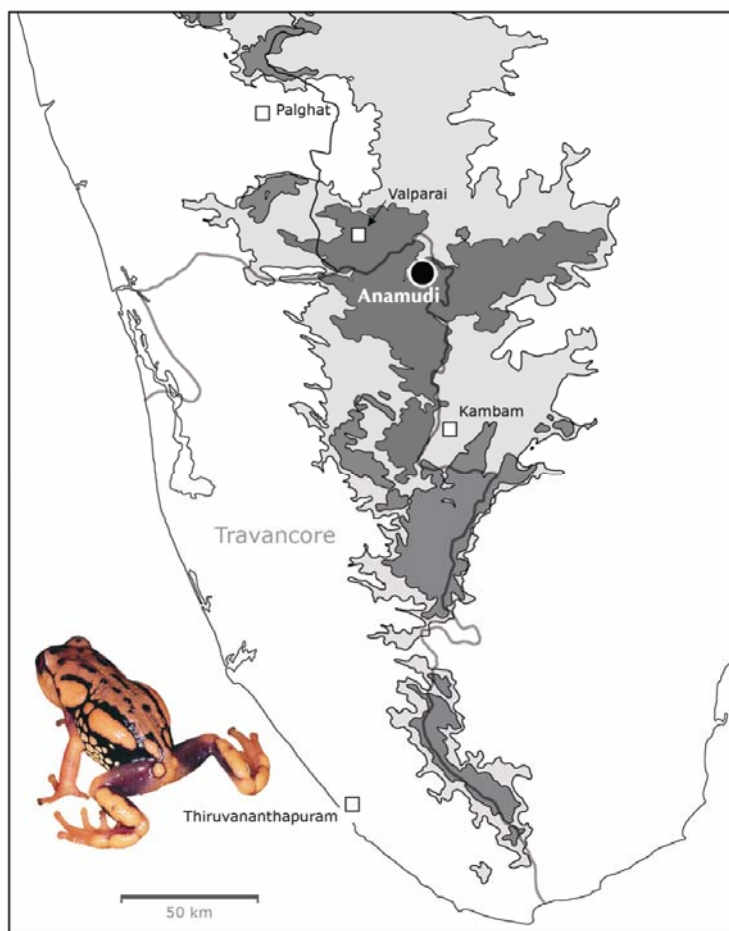 Palghat
Valparai
Anamudi
Kambam
Travancore
Thiruvananthapuram
50 km